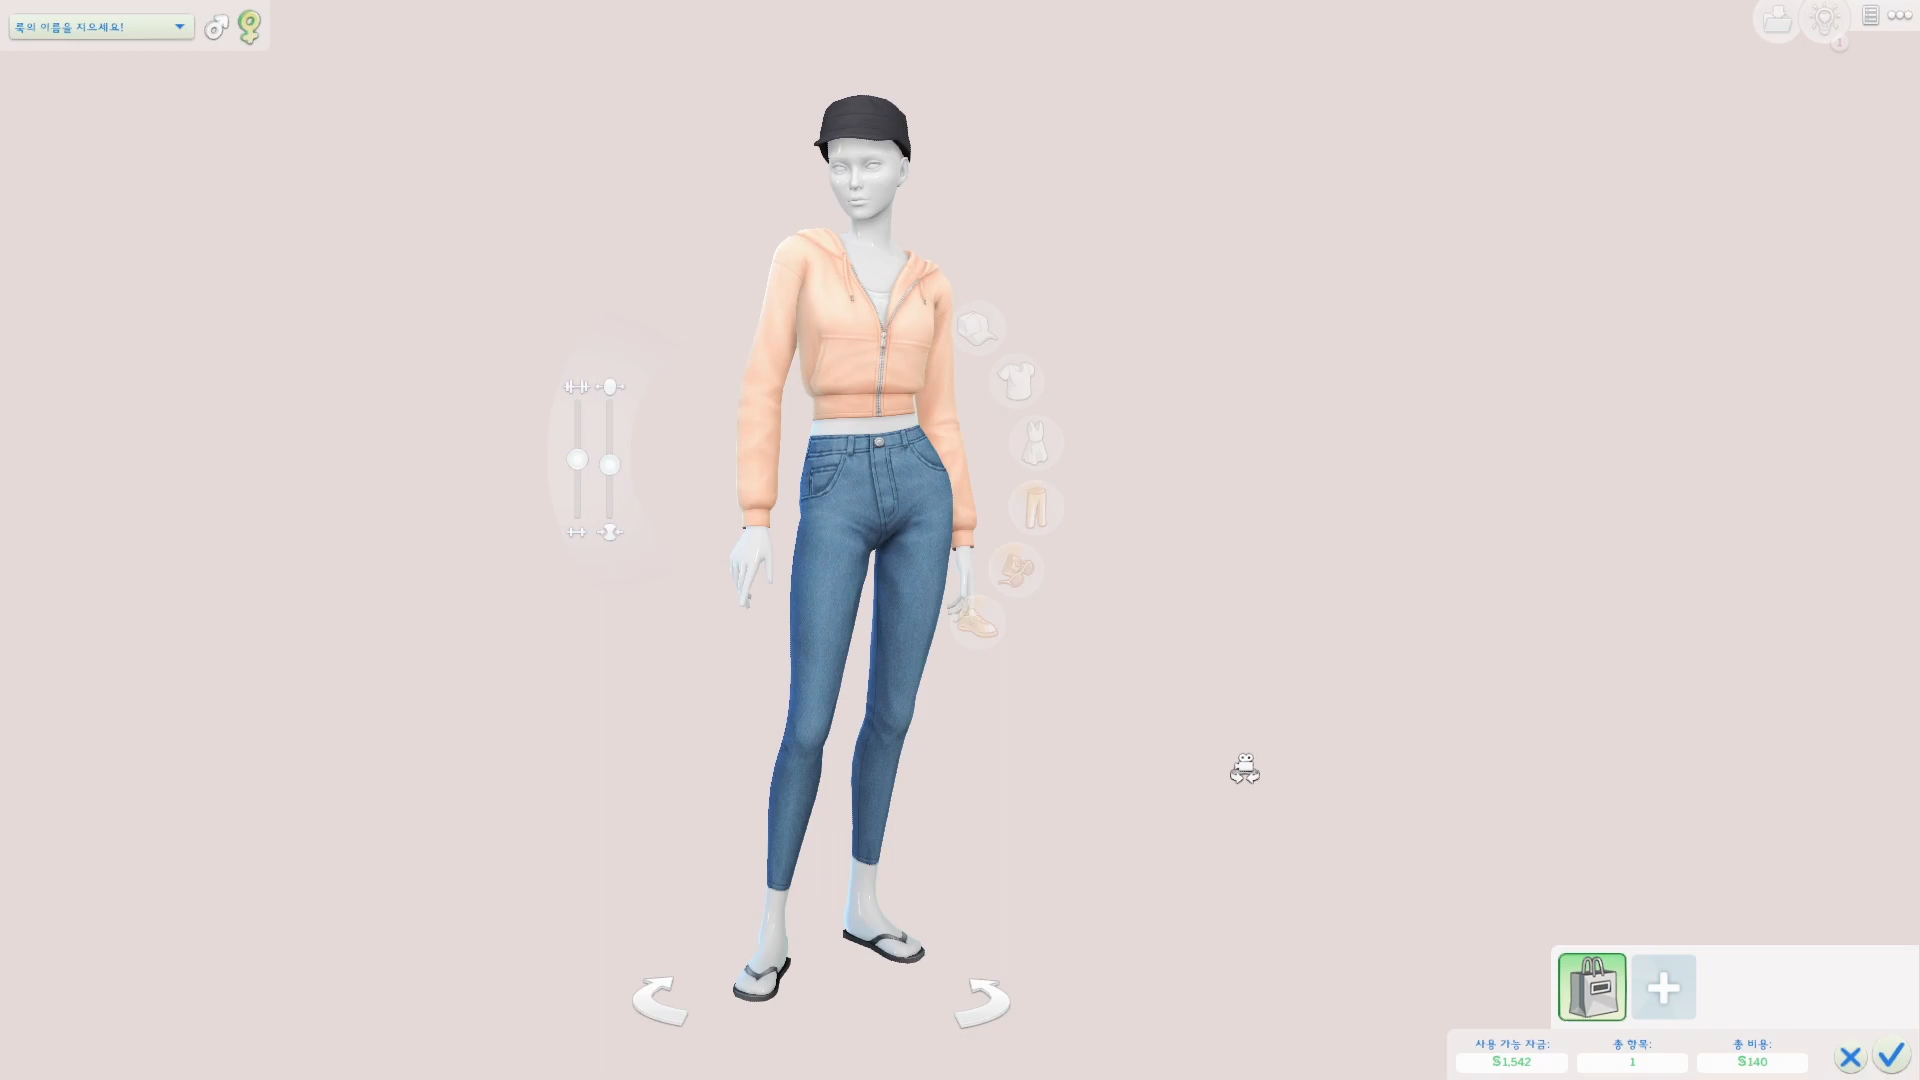 룩의 이름을 지으세요!
1
사용 가능 자금:
총 항목:
총 비용:
§1,542
1
§140